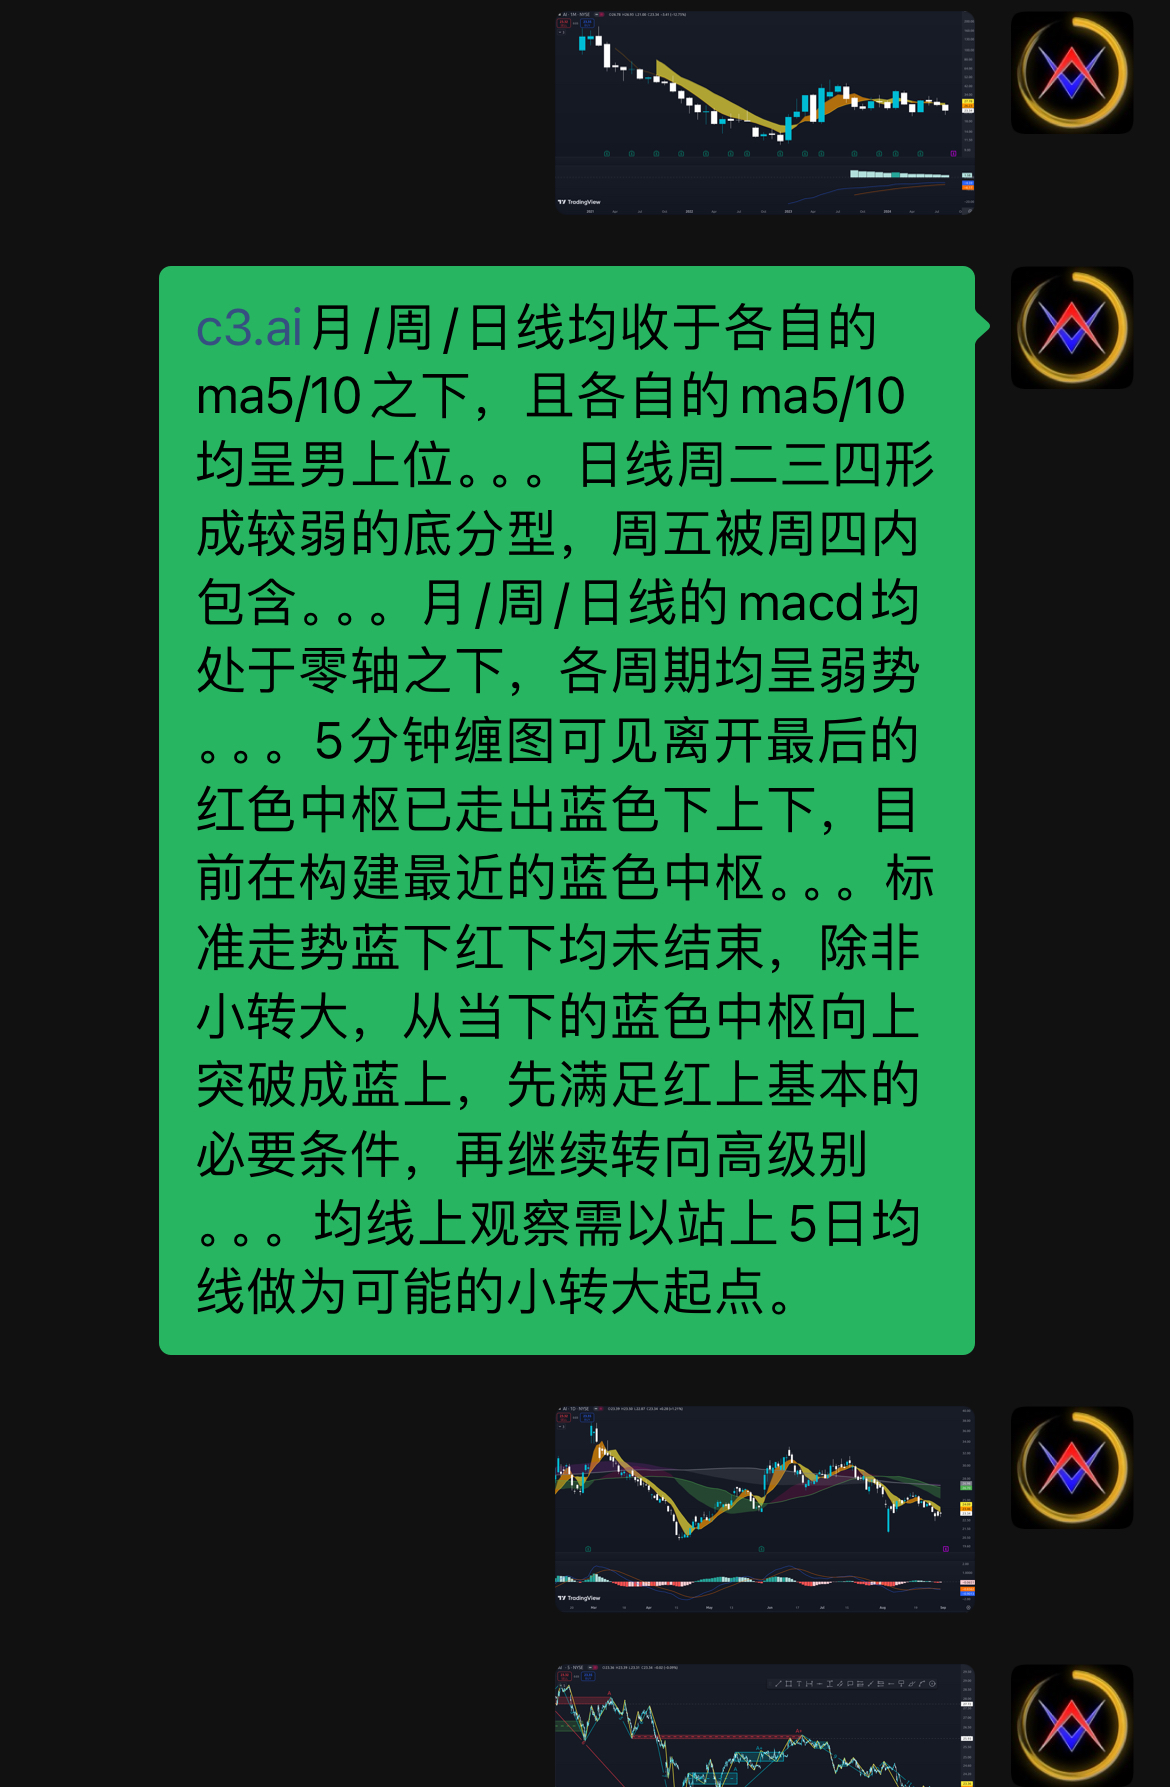 TradingView
c3.ai月/周/日线均收于各自的
ma5/10之下，且各自的ma5/10
均呈男上位。。。日线周二三四形
成较弱的底分型，周五被周四内
包含。。。月/周/日线的macd均
处于零轴之下，各周期均呈弱势
。。。5分钟缠图可见离开最后的
红色中枢已走出蓝色下上下，目
前在构建最近的蓝色中枢。。。标
准走势蓝下红下均未结束，除非
小转大，从当下的蓝色中枢向上
突破成蓝上，先满足红上基本的
必要条件，再继续转向高级别
。。。均线上观察需以站上5日均
线做为可能的小转大起点。
TradingView